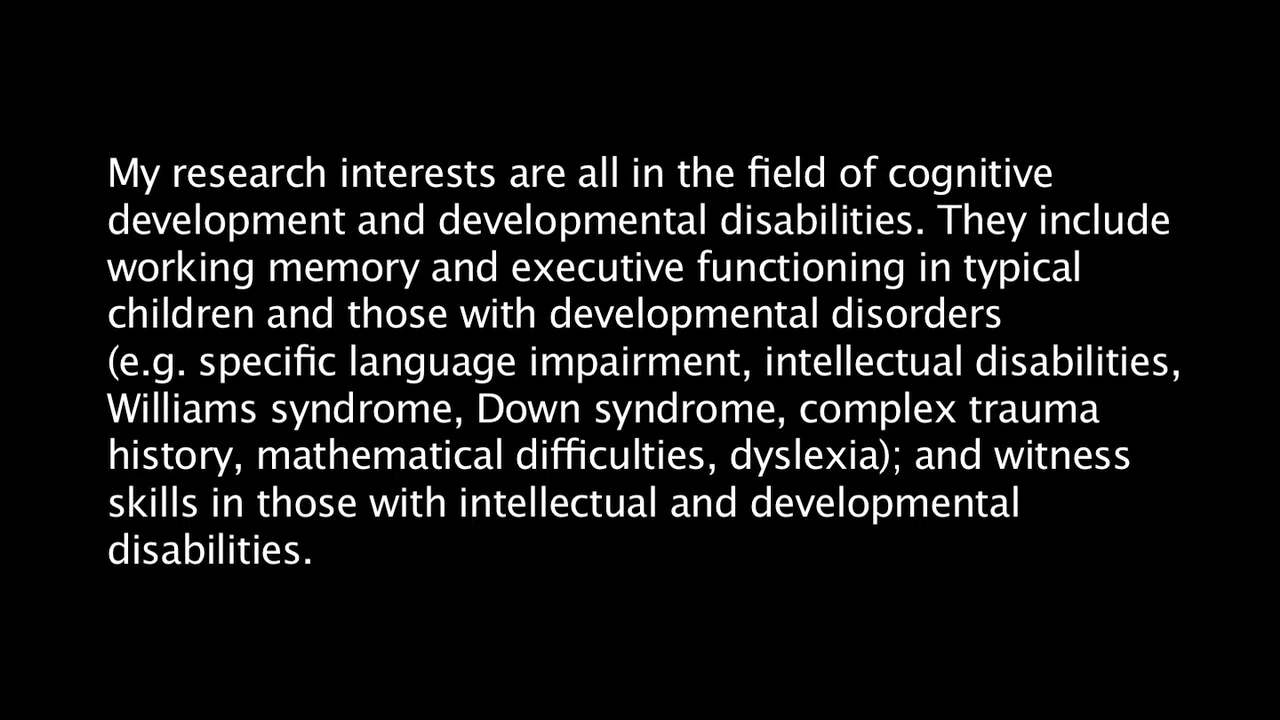 My research interests are all in the field of cognitive
development and developmental disabilities. They include
working memory and executive functioning in typical
children and those with developmental disorders
(e.g. specific language impairment, intellectual disabilities,
Williams syndrome, Down syndrome, complex trauma
history, mathematical difficulties, dyslexia); and witness
skills in those with intellectual and developmental
disabilities.